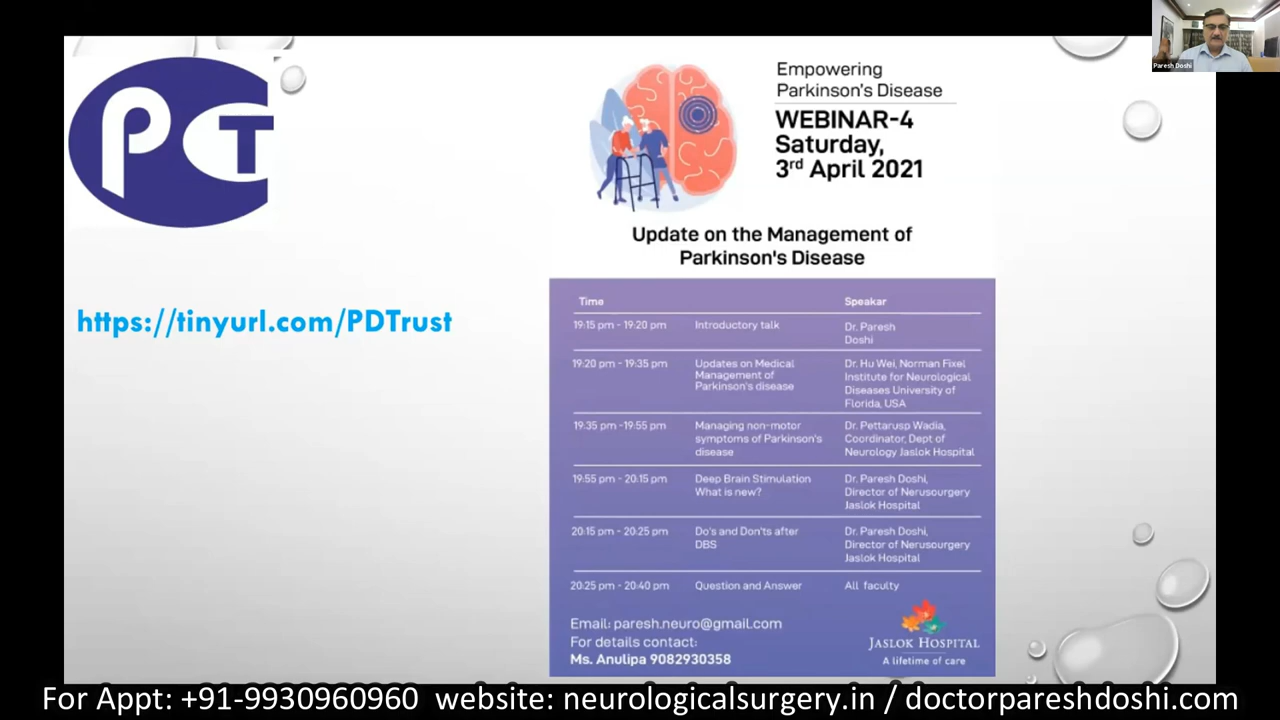 Paresh Doshi
PCT
Empowering
Parkinson's Disease
WEBINAR-4
Saturday,
3rd April 2021
Update on the Management of
Parkinson's Disease
https://tinyurl.com/PDTrust
Time Speakar
19:15 pm - 19:20 pm Introductory talk Dr. Paresh
Doshi
19:20 pm - 19:35 pm Updates on Medical Dr. Hu Wei, Norman Fixel
Management of Institute for Neurological
Parkinson's disease Diseases University of
Florida, USA
19:35 pm -19:55 pm Managing non-motor Dr. Pettarusp Wadia,
symptoms of Parkinson's Coordinator, Dept of
disease Neurology Jaslok Hospital
19:55 pm - 20:15 pm Deep Brain Stimulation Dr. Paresh Doshi,
What is new? Director of Nerusourgery
Jaslok Hospital
20:15 pm - 20:25 pm Do's and Don'ts after Dr. Paresh Doshi,
DBS Director of Nerusourgery
Jaslok Hospital
20:25 pm - 20:40 pm Question and Answer All faculty
Email: paresh.neuro@gmail.com
For details contact:
Ms. Anulipa 9082930358
JASLOK HOSPITAL
A lifetime of care
For Appt: +91-9930960960 website: neurologicalsurgery.in / doctorpareshdoshi.com